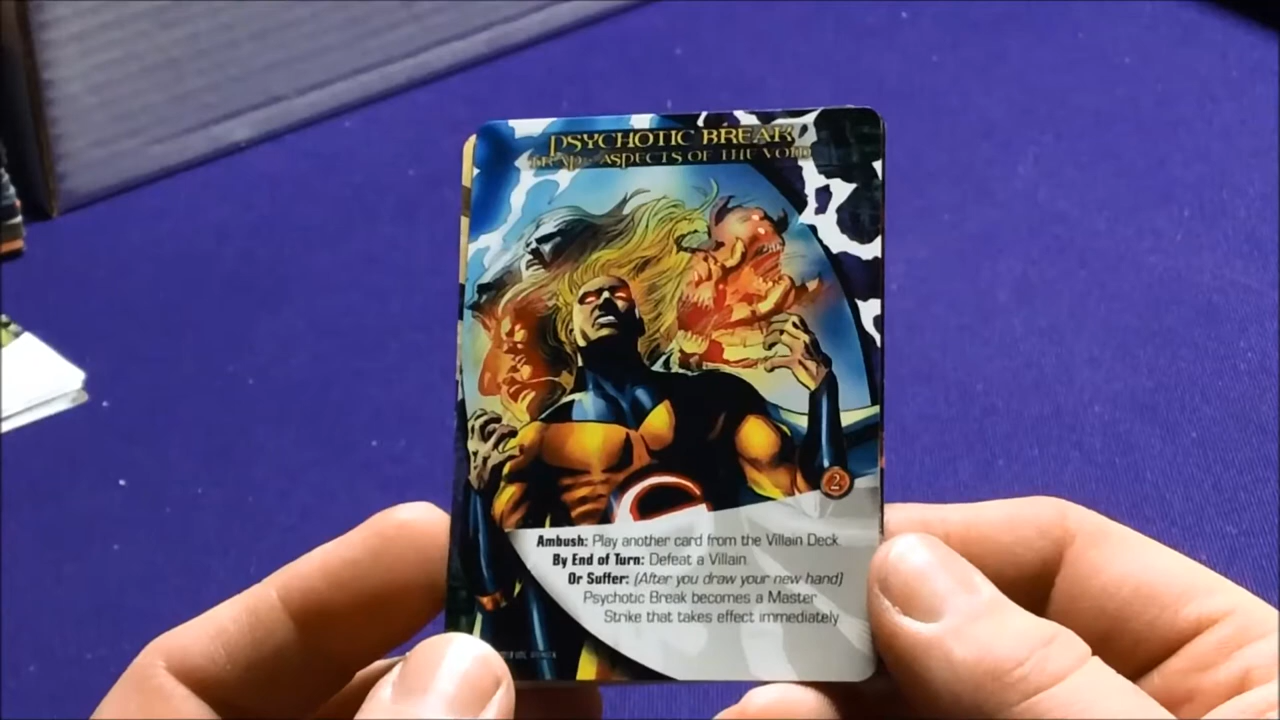 PSYCHOTIC BREAK
TRAP - ASPECTS OF THE VOID
2
Ambush: Play another card from the Villain Deck.
By End of Turn: Defeat a Villain.
Or Suffer: (After you draw your new hand)
Psychotic Break becomes a Master
Strike that takes effect immediately.